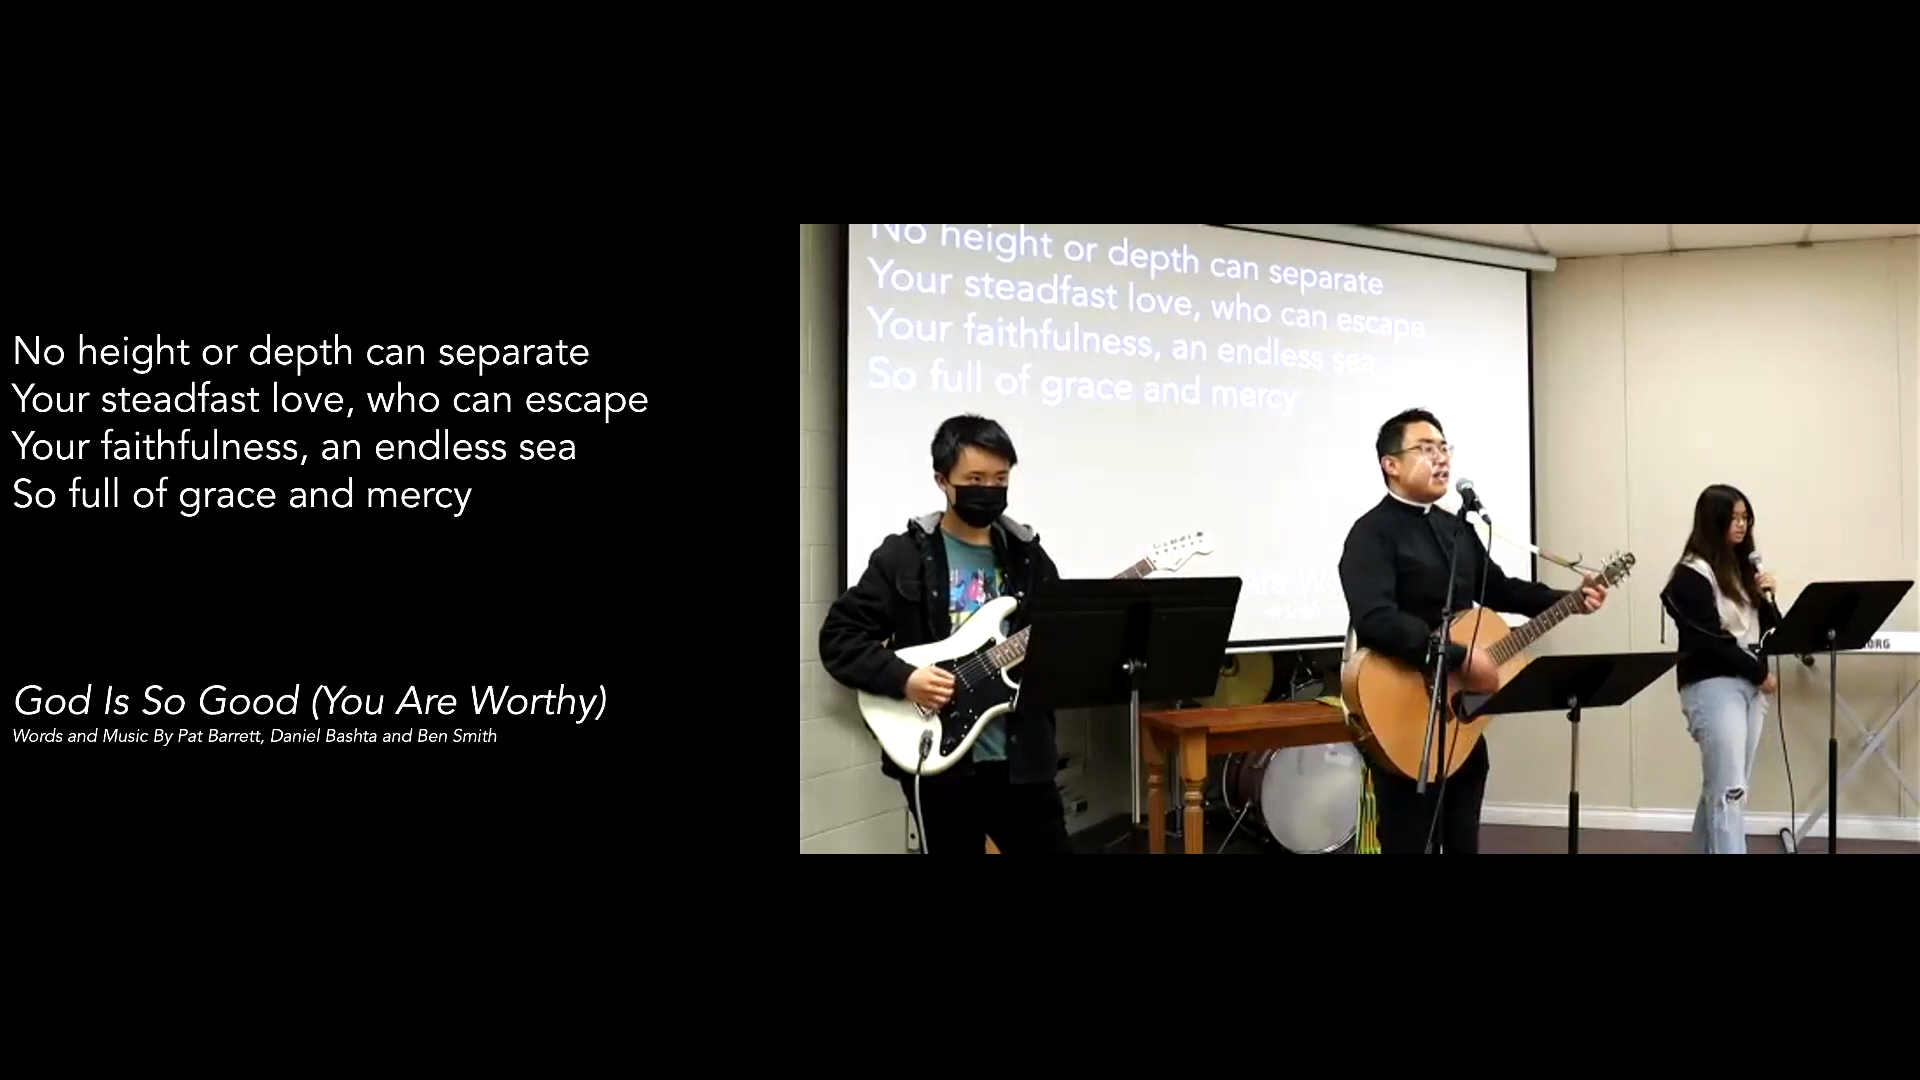 No height or depth can separate
Your steadfast love, who can escape
Your faithfulness, an endless sea
So full of grace and mercy
God Is So Good (You Are Worthy)
Words and Music By Pat Barrett, Daniel Bashta and Ben Smith
No height or depth can separate
Your steadfast love, who can escape
Your faithfulness, an endless sea
So full of grace and mercy
Are